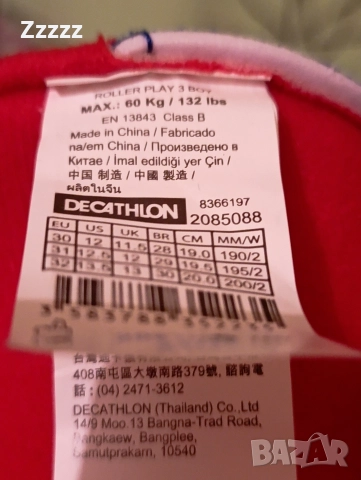 Zzzzz
ROLLER PLAY 3 BOY
MAX.: 60 Kg / 132 lbs
EN 13843 Class B
Made in China / Fabricado
na/em China / Произведено в
Китае / İmal edildiği yer Çin /
中国 制造 / 中國 製造 /
ผลิตในจีน
DECATHLON 8366197
2085088
EU US UK BR CM MM/W
30 12 11.5 28 19.0 190/2
31 12.5 12 29 19.5 195/2
32 13.5 13 30 20.0 200/2
408南屯區大墩南路379號, 諮詢電
話：(04) 2471-3612
DECATHLON (Thailand) Co.,Ltd
14/9 Moo.13 Bangna-Trad Road,
Bangkaew, Bangplee,
Samutprakarn, 10540
BAZAR